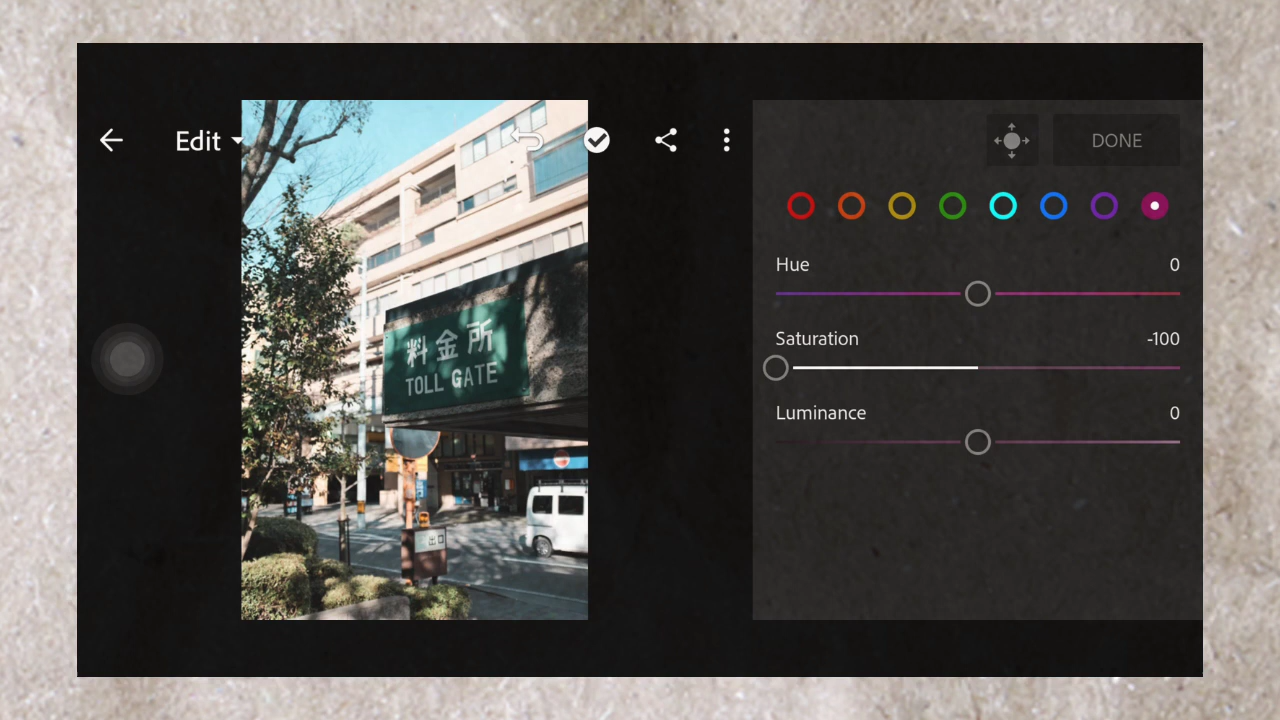 Edit
DONE
Hue 0
Saturation -100
Luminance 0
料金所
TOLL GATE
出口